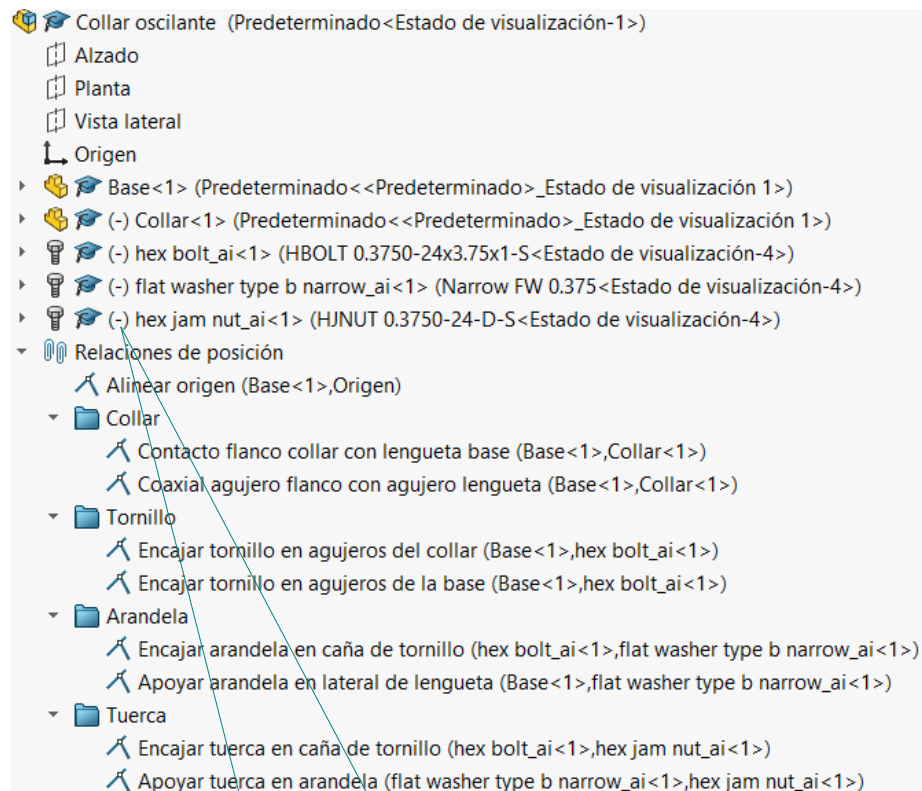 Collar oscilante (Predeterminado<Estado de visualización-1>)
Alzado
Planta
Vista lateral
Origen
Base<1> (Predeterminado<<Predeterminado>_Estado de visualización 1>)
(-) Collar<1> (Predeterminado<<Predeterminado>_Estado de visualización 1>)
(-) hex bolt_ai<1> (HBOLT 0.3750-24x3.75x1-S<Estado de visualización-4>)
(-) flat washer type b narrow_ai<1> (Narrow FW 0.375<Estado de visualización-4>)
(-) hex jam nut_ai<1> (HJNUT 0.3750-24-D-S<Estado de visualización-4>)
Relaciones de posición
Alinear origen (Base<1>,Origen)
Collar
Contacto flanco collar con lengueta base (Base<1>,Collar<1>)
Coaxial agujero flanco con agujero lengueta (Base<1>,Collar<1>)
Tornillo
Encajar tornillo en agujeros del collar (Base<1>,hex bolt_ai<1>)
Encajar tornillo en agujeros de la base (Base<1>,hex bolt_ai<1>)
Arandela
Encajar arandela en caña de tornillo (hex bolt_ai<1>,flat washer type b narrow_ai<1>)
Apoyar arandela en lateral de lengueta (Base<1>,flat washer type b narrow_ai<1>)
Tuerca
Encajar tuerca en caña de tornillo (hex bolt_ai<1>,hex jam nut_ai<1>)
Apoyar tuerca en arandela (flat washer type b narrow_ai<1>,hex jam nut_ai<1>)